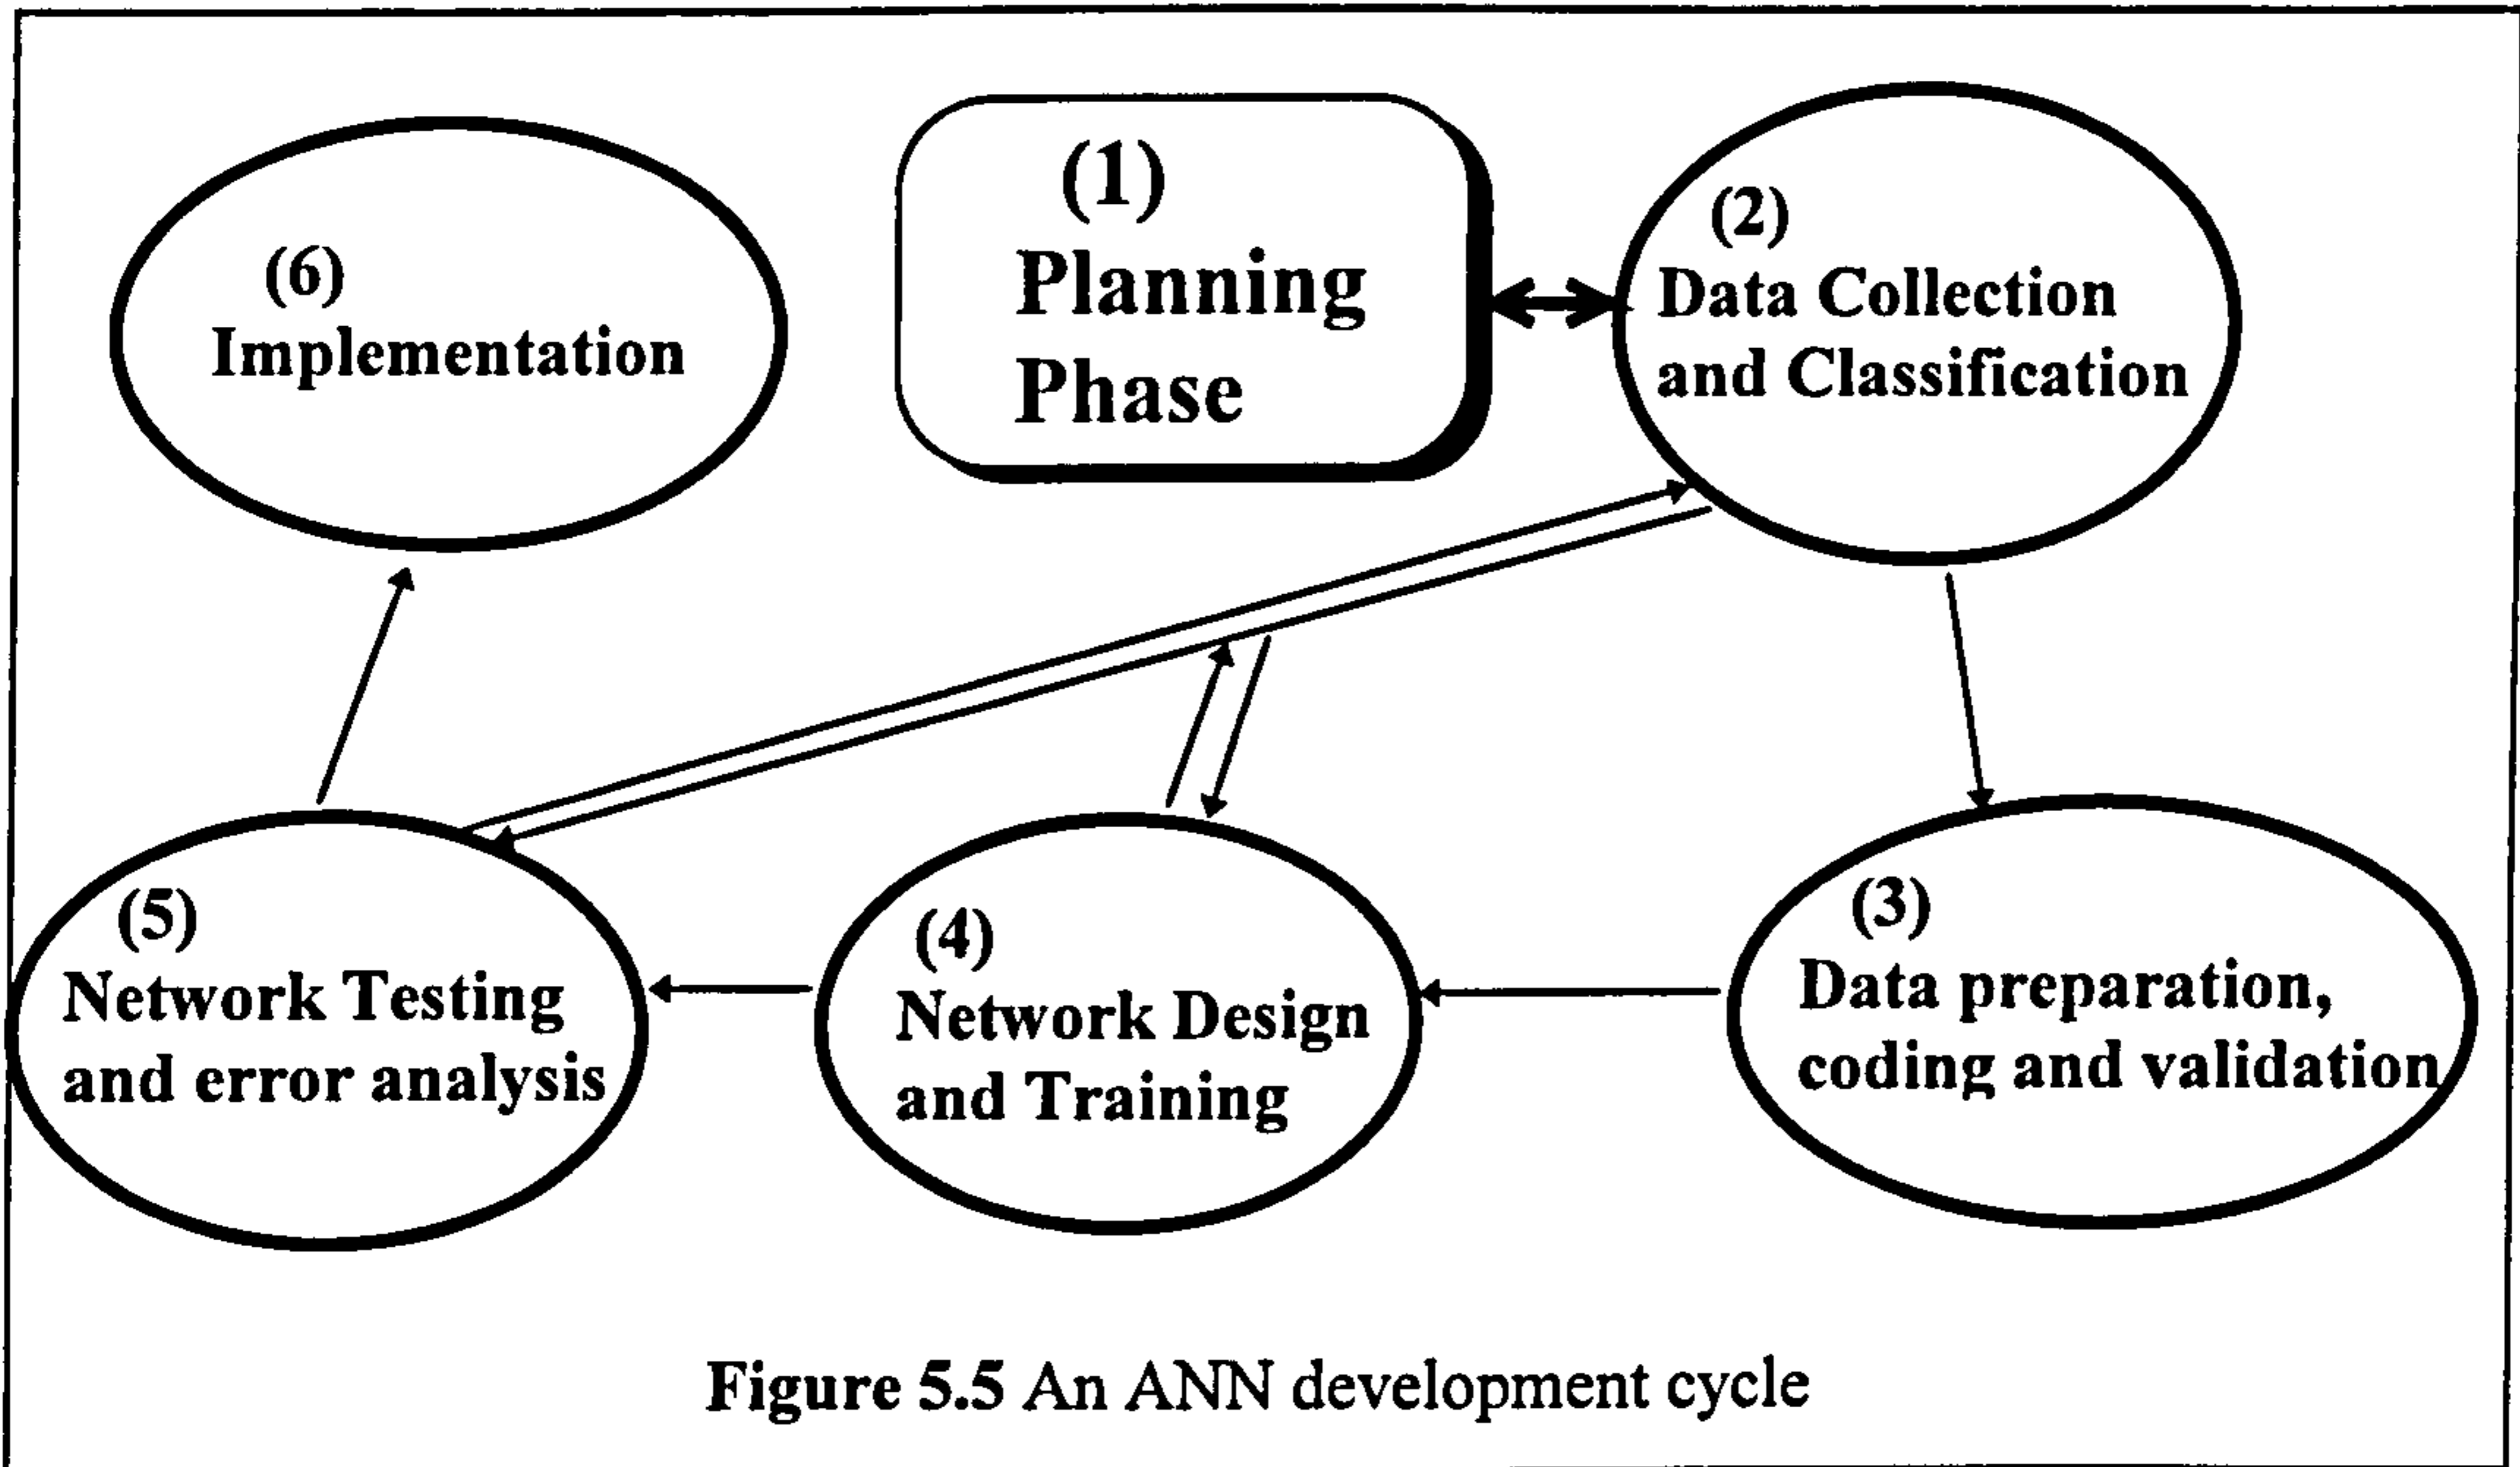 (1)
Planning
Phase
(2)
Data Collection
and Classification
(3)
Data preparation,
coding and validation
(4)
Network Design
and Training
(5)
Network Testing
and error analysis
(6)
Implementation
Figure 5.5 An ANN development cycle